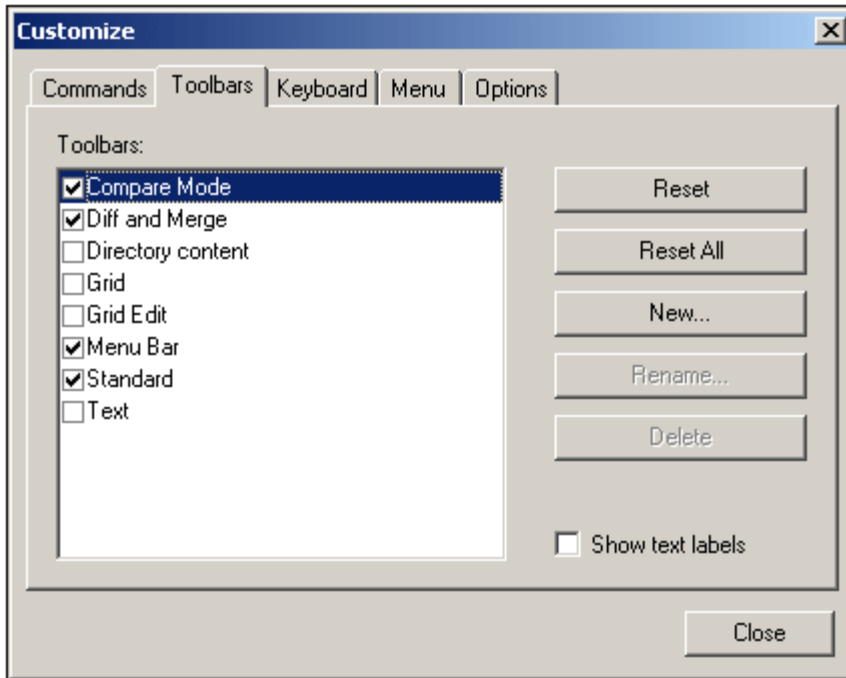 Customize
Commands Toolbars Keyboard Menu Options
Toolbars:
Compare Mode
Diff and Merge
Directory content
Grid
Grid Edit
Menu Bar
Standard
Text
Reset
Reset All
New...
Rename...
Delete
Show text labels
Close